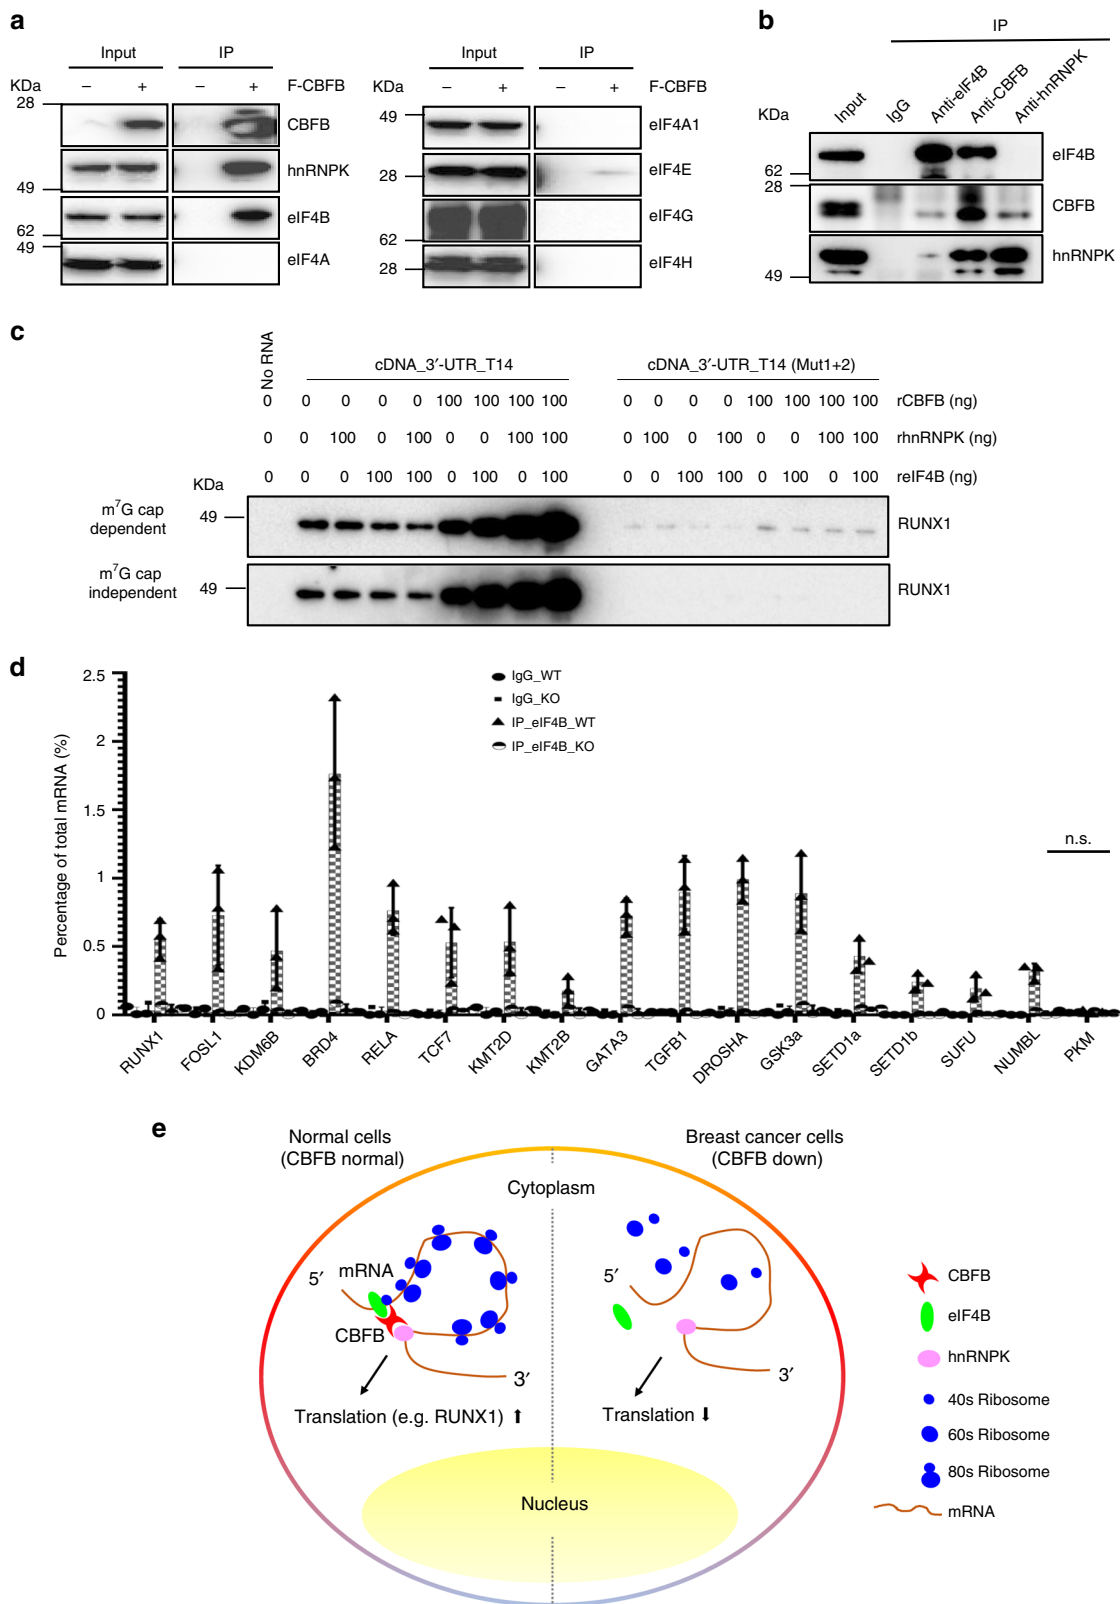 a
Input IP
KDa – + – + F-CBFB
28
CBFB
hnRNPK
49
eIF4B
62
49
eIF4A
Input IP
KDa – + – + F-CBFB
49
eIF4A1
eIF4E
28
eIF4G
62
eIF4H
28
b
IP
KDa Input IgG Anti-eIF4B Anti-CBFB Anti-hnRNPK
eIF4B
62
28
CBFB
hnRNPK
49
c
No RNA cDNA_3′-UTR_T14 cDNA_3′-UTR_T14 (Mut1+2)
0 0 0 0 0 100 100 100 100 0 0 0 0 100 100 100 100 rCBFB (ng)
0 0 100 0 100 0 0 100 100 0 100 0 100 0 0 100 100 rhnRNPK (ng)
0 0 0 100 100 0 100 0 100 0 0 100 100 0 100 0 100 reIF4B (ng)
KDa
m7G cap dependent 49 RUNX1
m7G cap independent 49 RUNX1
d
Percentage of total mRNA (%)
2.5
2
1.5
1
0.5
0
IgG_WT
IgG_KO
IP_eIF4B_WT
IP_eIF4B_KO
n.s.
RUNX1 FOSL1 KDM6B BRD4 RELA TCF7 KMT2D KMT2B GATA3 TGFB1 DROSHA GSK3a SETD1a SETD1b SUFU NUMBL PKM
e
Normal cells
(CBFB normal)
Breast cancer cells
(CBFB down)
Cytoplasm
5′ mRNA
CBFB
3′
Translation (e.g. RUNX1) ⬆
5′
3′
Translation ⬇
Nucleus
CBFB
eIF4B
hnRNPK
40s Ribosome
60s Ribosome
80s Ribosome
mRNA